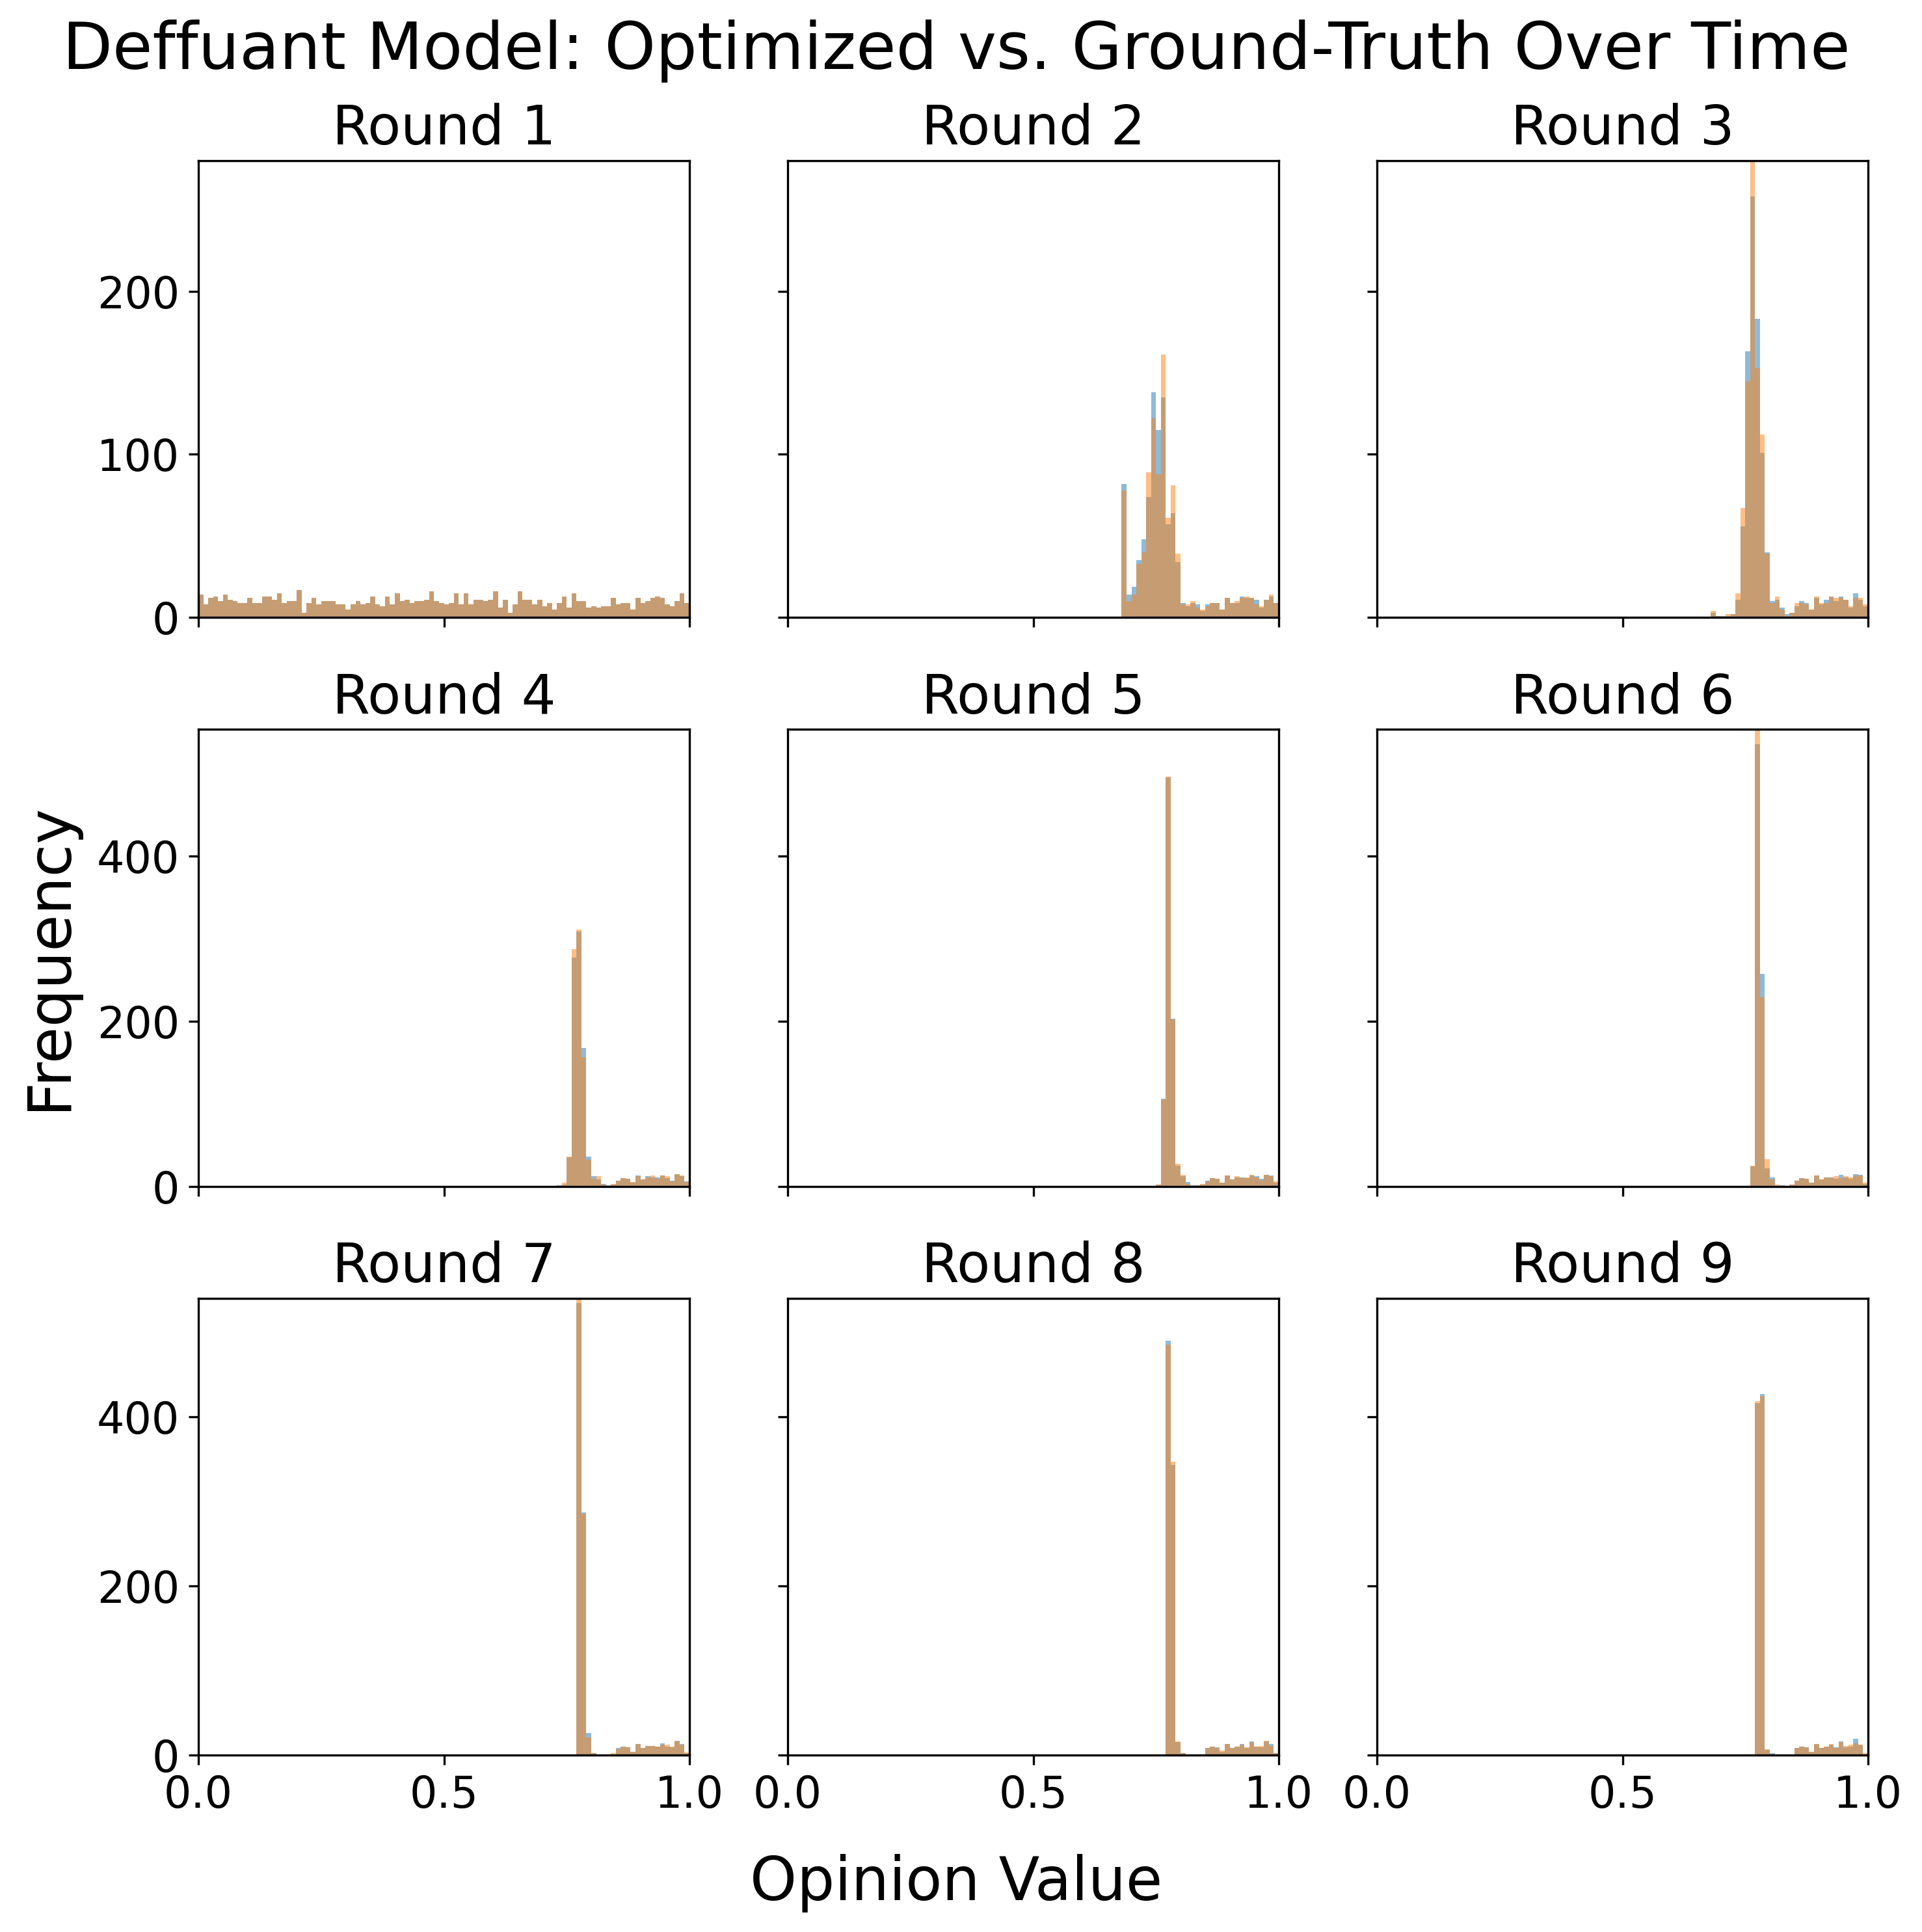 Deffuant Model: Optimized vs. Ground-Truth Over Time
Round 1
Round 2
Round 3
200
100
0
Round 4
Round 5
Round 6
Frequency
400
200
0
Round 7
Round 8
Round 9
400
200
0
0.0 0.5 1.0 0.0 0.5 1.0 0.0 0.5 1.0
Opinion Value